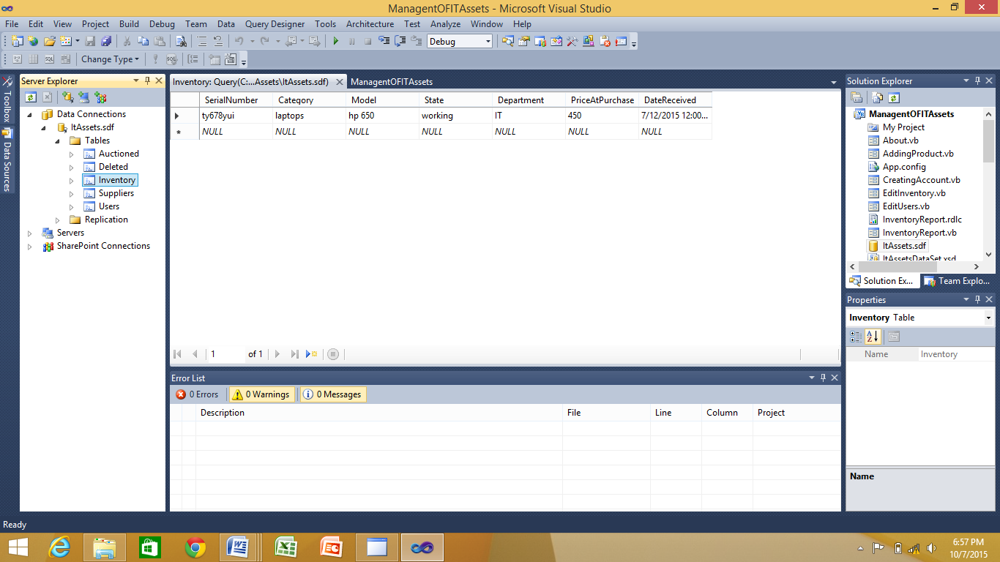 ManagentOFITAssets - Microsoft Visual Studio
File Edit View Project Build Debug Team Data Query Designer Tools Architecture Test Analyze Window Help
Debug
Change Type
Toolbox
Data Sources
Server Explorer
Data Connections
ItAssets.sdf
Tables
Auctioned
Deleted
Inventory
Suppliers
Users
Replication
Servers
SharePoint Connections
Inventory: Query(C:...Assets\ItAssets.sdf) ManagentOFITAssets
SerialNumber Category Model State Department PriceAtPurchase DateReceived
ty678yui laptops hp 650 working IT 450 7/12/2015 12:00...
NULL NULL NULL NULL NULL NULL NULL
1 of 1
Error List
0 Errors 0 Warnings 0 Messages
Description File Line Column Project
Solution Explorer
ManagentOFITAssets
My Project
About.vb
AddingProduct.vb
App.config
CreatingAccount.vb
EditInventory.vb
EditUsers.vb
InventoryReport.rdlc
InventoryReport.vb
ItAssets.sdf
ItAssetsDataSet.xsd
Solution Ex... Team Explo...
Properties
Inventory Table
Name Inventory
Name
Ready
6:57 PM
10/7/2015